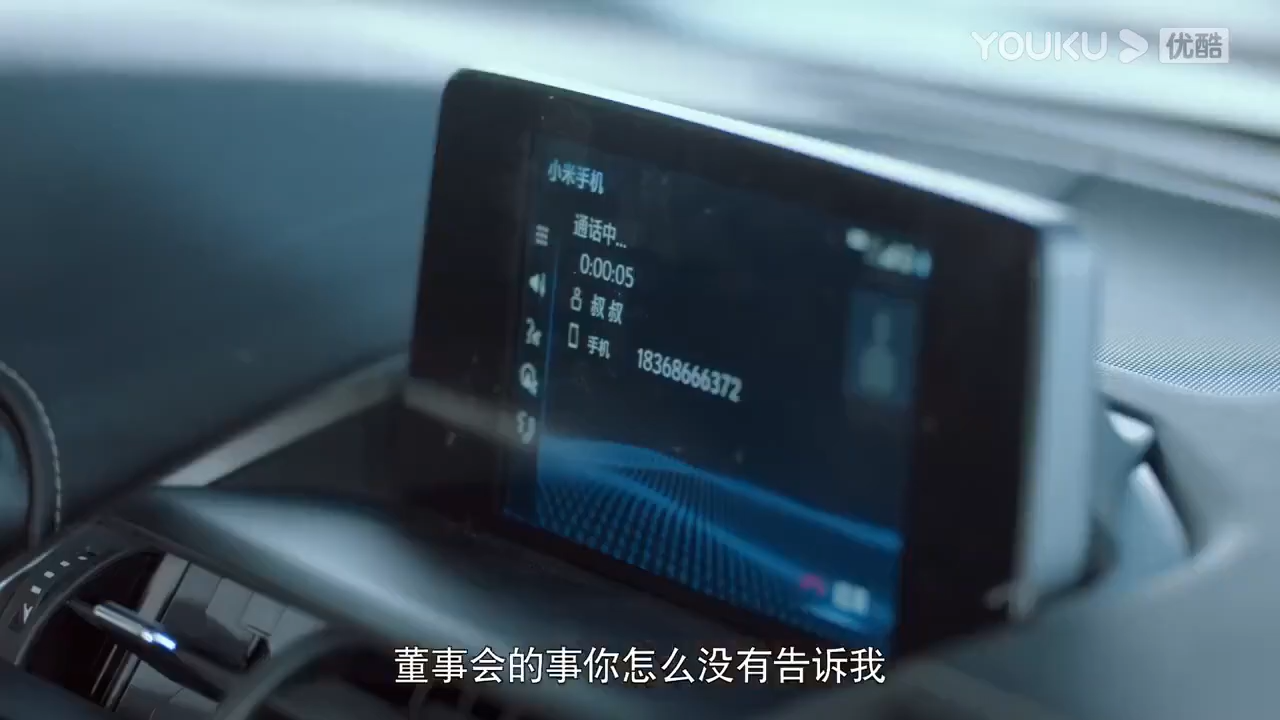 YOUKU 优酷
小米手机
通话中...
0:00:05
叔叔
手机 18368666372
董事会的事你怎么没有告诉我